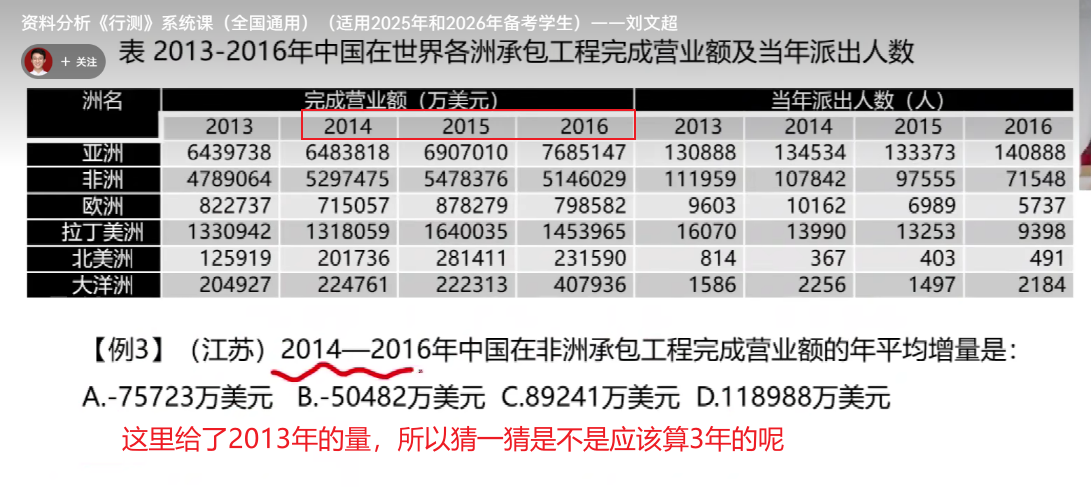 资料分析《行测》系统课（全国通用）（适用2025年和2026年备考学生）——刘文超
+ 关注
表 2013-2016年中国在世界各洲承包工程完成营业额及当年派出人数
洲名 完成营业额（万美元） 当年派出人数（人）
2013 2014 2015 2016 2013 2014 2015 2016
亚洲 6439738 6483818 6907010 7685147 130888 134534 133373 140888
非洲 4789064 5297475 5478376 5146029 111959 107842 97555 71548
欧洲 822737 715057 878279 798582 9603 10162 6989 5737
拉丁美洲 1330942 1318059 1640035 1453965 16070 13990 13253 9398
北美洲 125919 201736 281411 231590 814 367 403 491
大洋洲 204927 224761 222313 407936 1586 2256 1497 2184
【例3】（江苏）2014—2016年中国在非洲承包工程完成营业额的年平均增量是：
A.-75723万美元 B.-50482万美元 C.89241万美元 D.118988万美元
这里给了2013年的量，所以猜一猜是不是应该算3年的呢